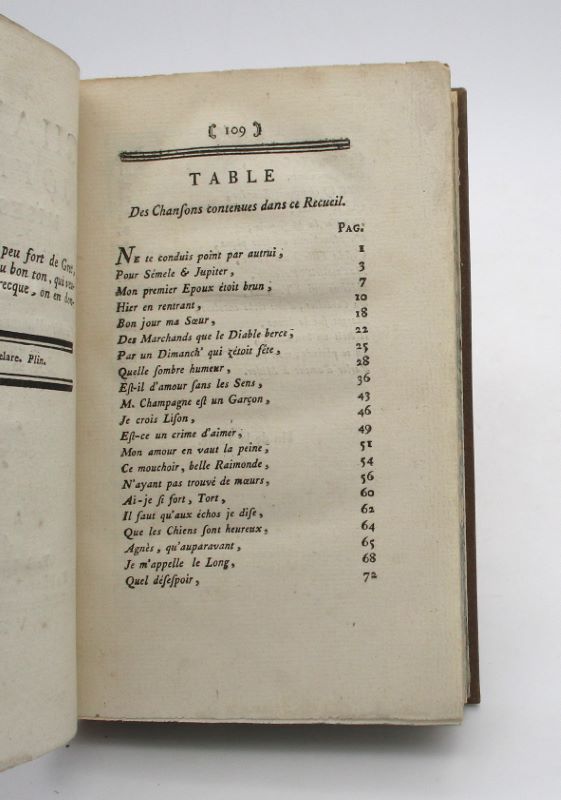 peu fort de Grec,
u bon ton, qui
recque, on en
elare. Plin.
( 109 )
TABLE
Des Chanſons contenues dans ce Recueil.
PAG.
NE te conduis point par autrui, 1
Pour Sémele & Jupiter, 3
Mon premier Epoux étoit brun, 7
Hier en rentrant, 10
Bon jour ma Sœur, 18
Des Marchands que le Diable berce, 22
Par un Dimanch' qui zétoit fête, 25
Quelle ſombre humeur, 28
Eſt-il d'amour ſans les Sens, 36
M. Champagne eſt un Garçon, 43
Je crois Liſon, 46
Eſt-ce un crime d'aimer, 49
Mon amour en vaut la peine, 51
Ce mouchoir, belle Raimonde, 54
N'ayant pas trouvé de mœurs, 56
Ai-je ſi fort, Tort, 60
Il faut qu'aux échos je diſe, 62
Que les Chiens ſont heureux, 64
Agnès, qu'auparavant, 65
Je m'appelle le Long, 68
Quel déſeſpoir, 72